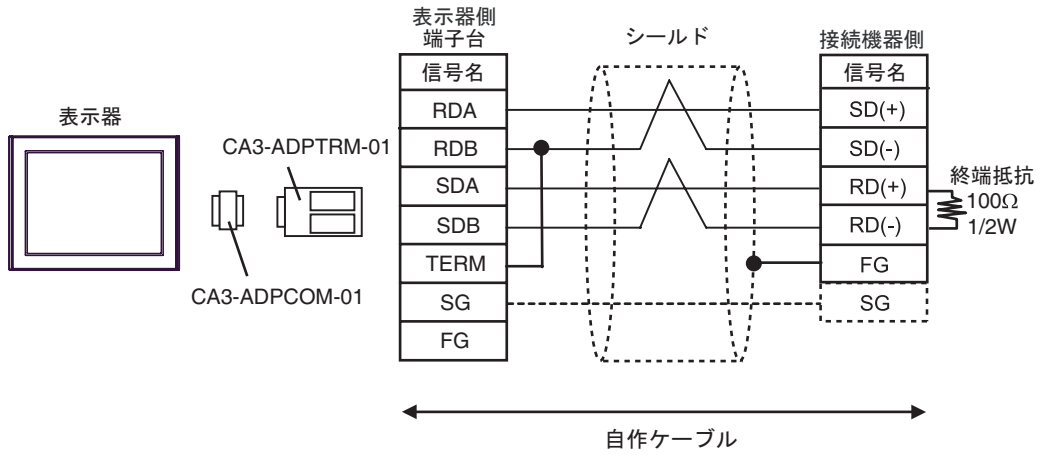 表示器
CA3-ADPTRM-01
CA3-ADPCOM-01
表示器側
端子台
信号名
RDA
RDB
SDA
SDB
TERM
SG
FG
シールド
接続機器側
信号名
SD(+)
SD(-)
RD(+)
RD(-)
FG
SG
終端抵抗
100Ω
1/2W
自作ケーブル